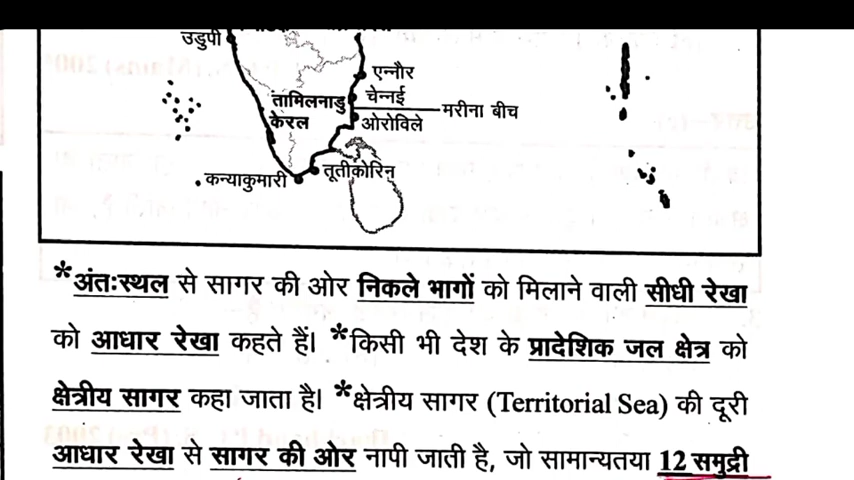 उडुपी
एन्नौर
तामिलनाडु
चेन्नई
मरीना बीच
केरल
ओरोविले
कन्याकुमारी
तूतीकोरिन
*अंतःस्थल से सागर की ओर निकले भागों को मिलाने वाली सीधी रेखा
को आधार रेखा कहते हैं। *किसी भी देश के प्रादेशिक जल क्षेत्र को
क्षेत्रीय सागर कहा जाता है। *क्षेत्रीय सागर (Territorial Sea) की दूरी
आधार रेखा से सागर की ओर नापी जाती है, जो सामान्यतया 12 समुद्री